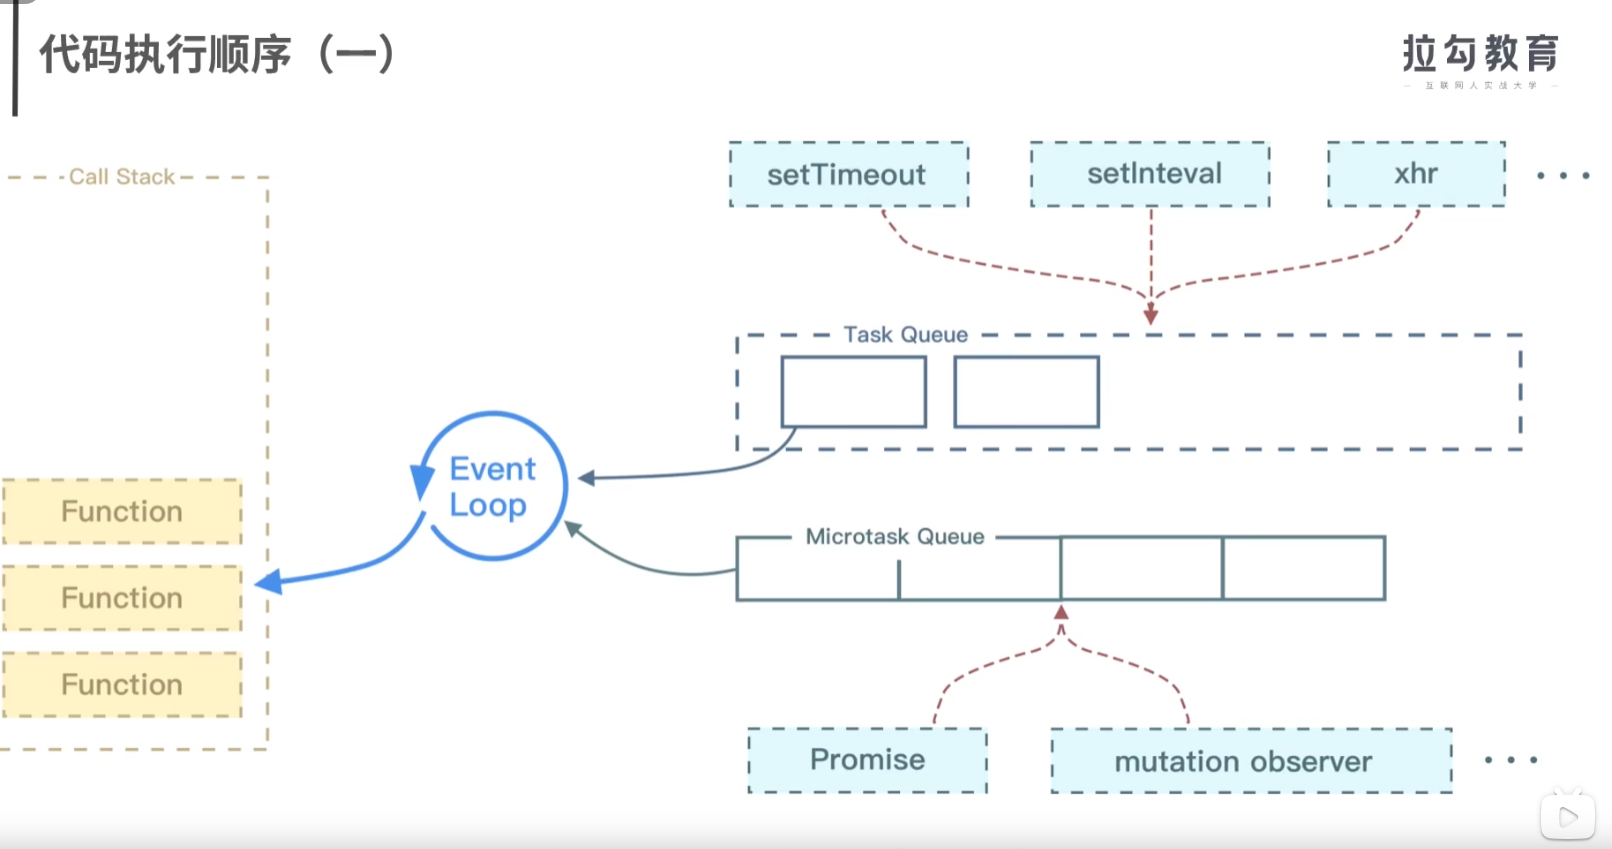 代码执行顺序（一）
拉勾教育
— 互联网人实战大学 —
Call Stack
setTimeout
setInteval
xhr
...
Task Queue
Event
Loop
Function
Function
Function
Microtask Queue
Promise
mutation observer
...